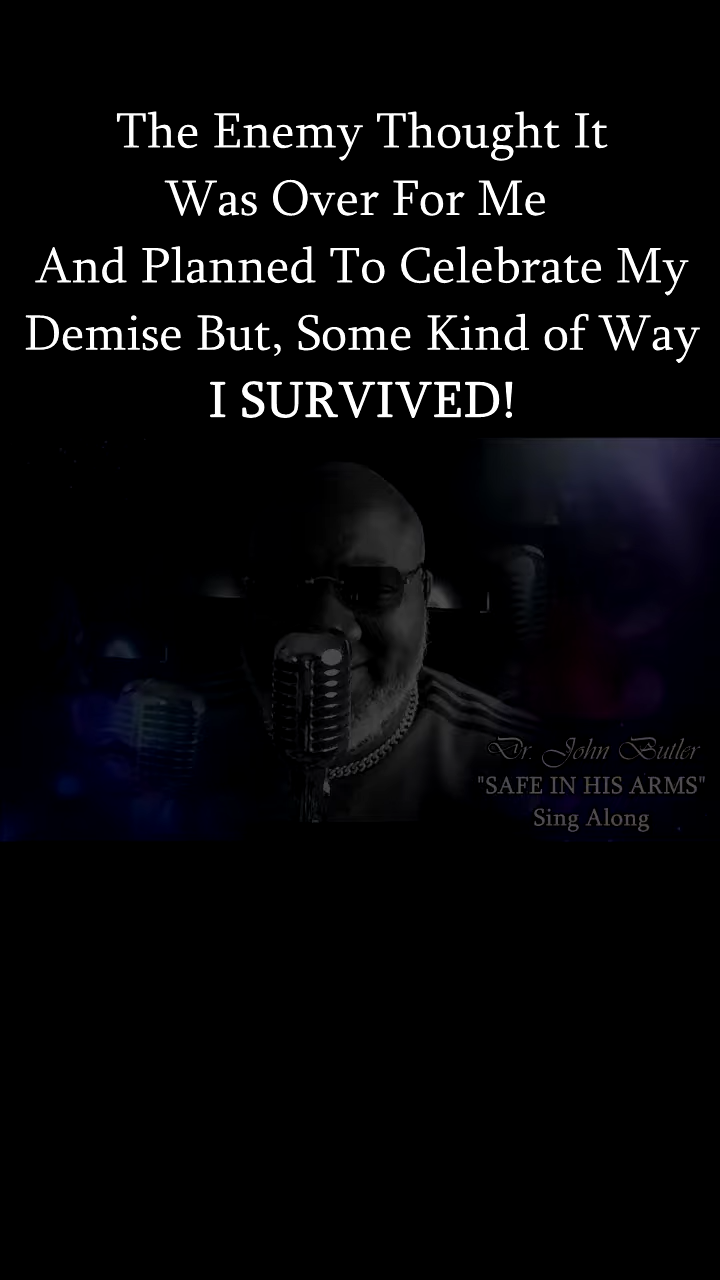 The Enemy Thought It
Was Over For Me
And Planned To Celebrate My
Demise But, Some Kind of Way
I SURVIVED!
Dr. John Butler
"SAFE IN HIS ARMS"
Sing Along